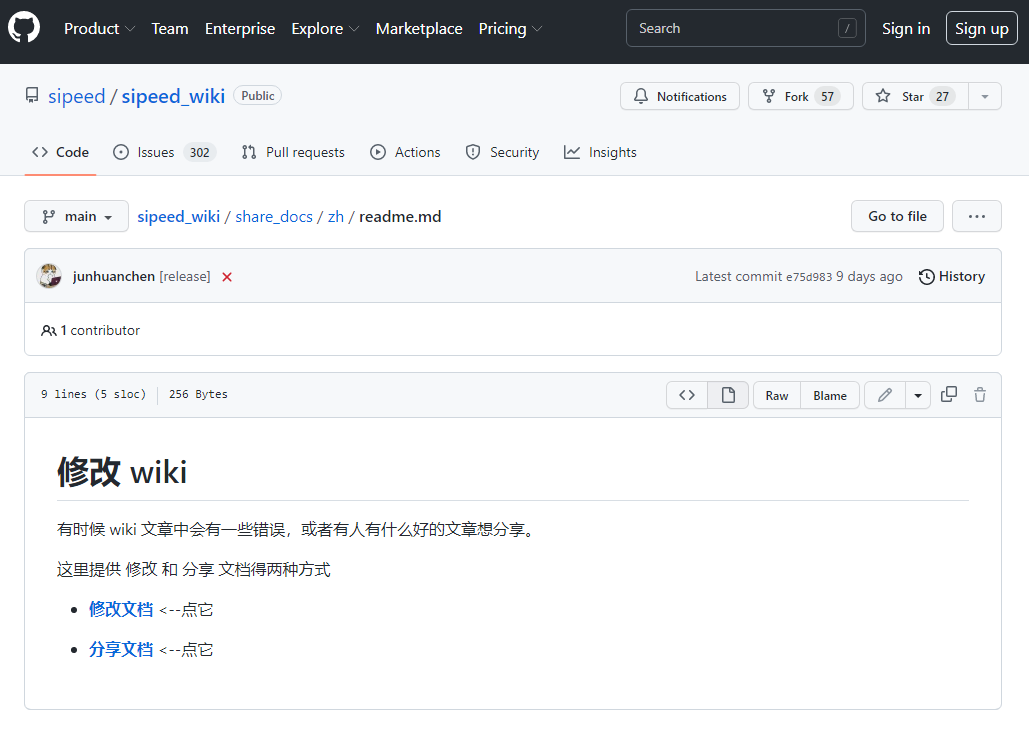 Product Team Enterprise Explore Marketplace Pricing Search / Sign in Sign up
sipeed / sipeed_wiki Public Notifications Fork 57 Star 27
Code Issues 302 Pull requests Actions Security Insights
main sipeed_wiki / share_docs / zh / readme.md Go to file ...
junhuanchen [release] Latest commit e75d983 9 days ago History
1 contributor
9 lines (5 sloc) 256 Bytes <> Raw Blame
修改 wiki
有时候 wiki 文章中会有一些错误，或者有人有什么好的文章想分享。
这里提供 修改 和 分享 文档得两种方式
修改文档 <--点它
分享文档 <--点它